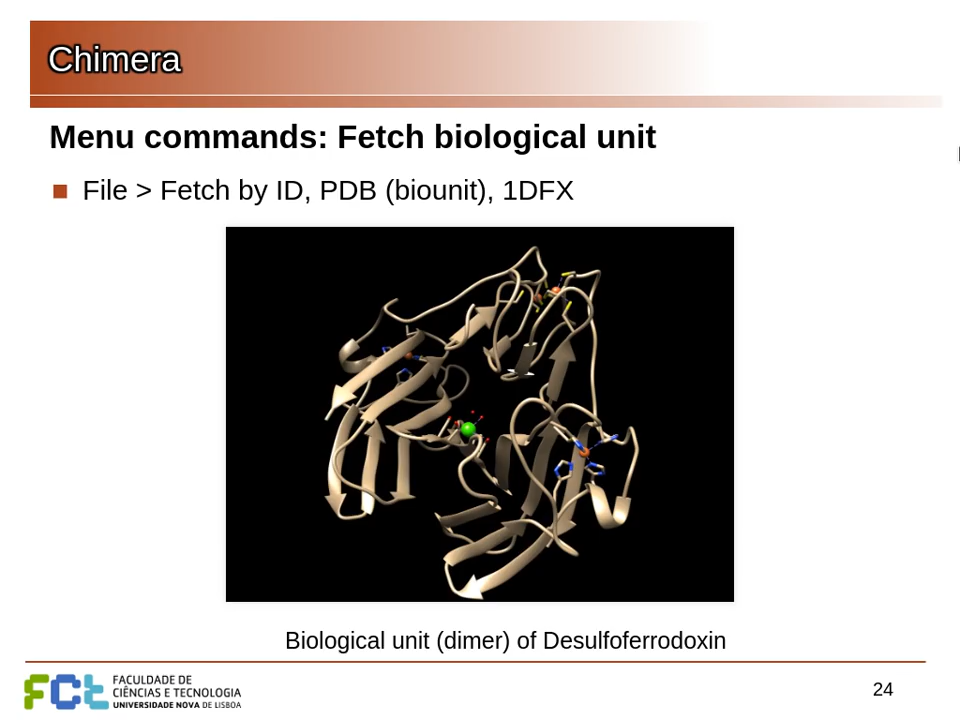 Chimera
Menu commands: Fetch biological unit
File > Fetch by ID, PDB (biounit), 1DFX
Biological unit (dimer) of Desulfoferrodoxin
FCt
FACULDADE DE
CIÊNCIAS E TECNOLOGIA
UNIVERSIDADE NOVA DE LISBOA
24